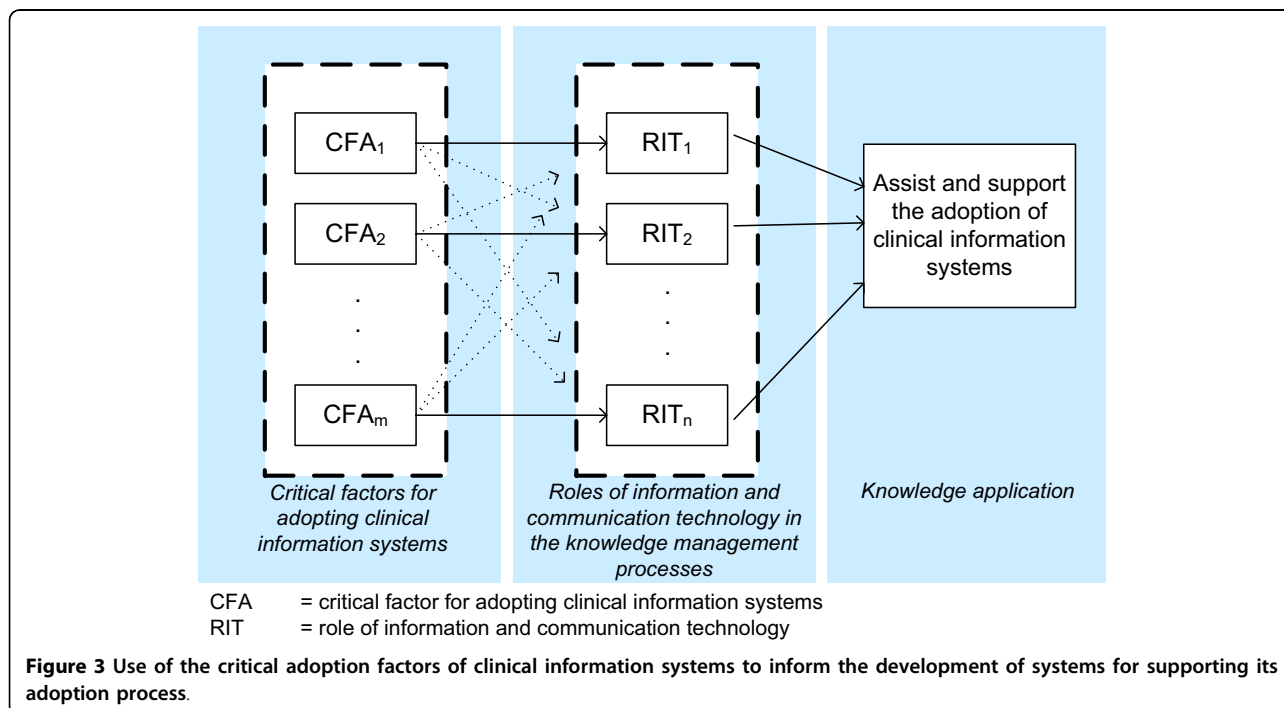 CFA₁
RIT₁
CFA₂
RIT₂
.
.
.
.
.
.
CFAₘ
RITₙ
Assist and support
the adoption of
clinical information
systems
Critical factors for
adopting clinical
information systems
Roles of information and
communication technology in
the knowledge management
processes
Knowledge application
CFA = critical factor for adopting clinical information systems
RIT = role of information and communication technology
Figure 3 Use of the critical adoption factors of clinical information systems to inform the development of systems for supporting its
adoption process.